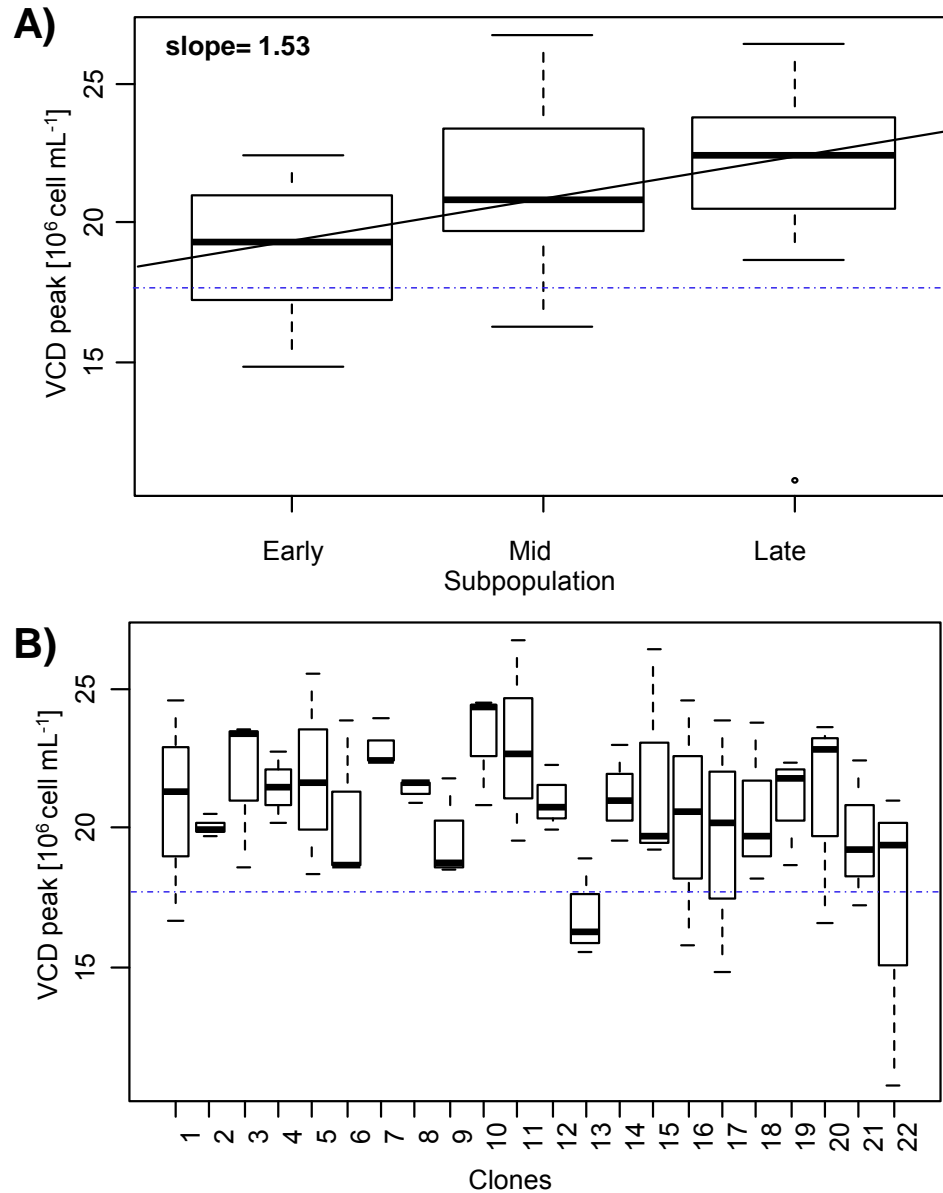 A)
slope= 1.53
VCD peak [10⁶ cell mL⁻¹]
25
20
15
Early Mid Late
Subpopulation
B)
VCD peak [10⁶ cell mL⁻¹]
25
20
15
1 2 3 4 5 6 7 8 9 10 11 12 13 14 15 16 17 18 19 20 21 22
Clones